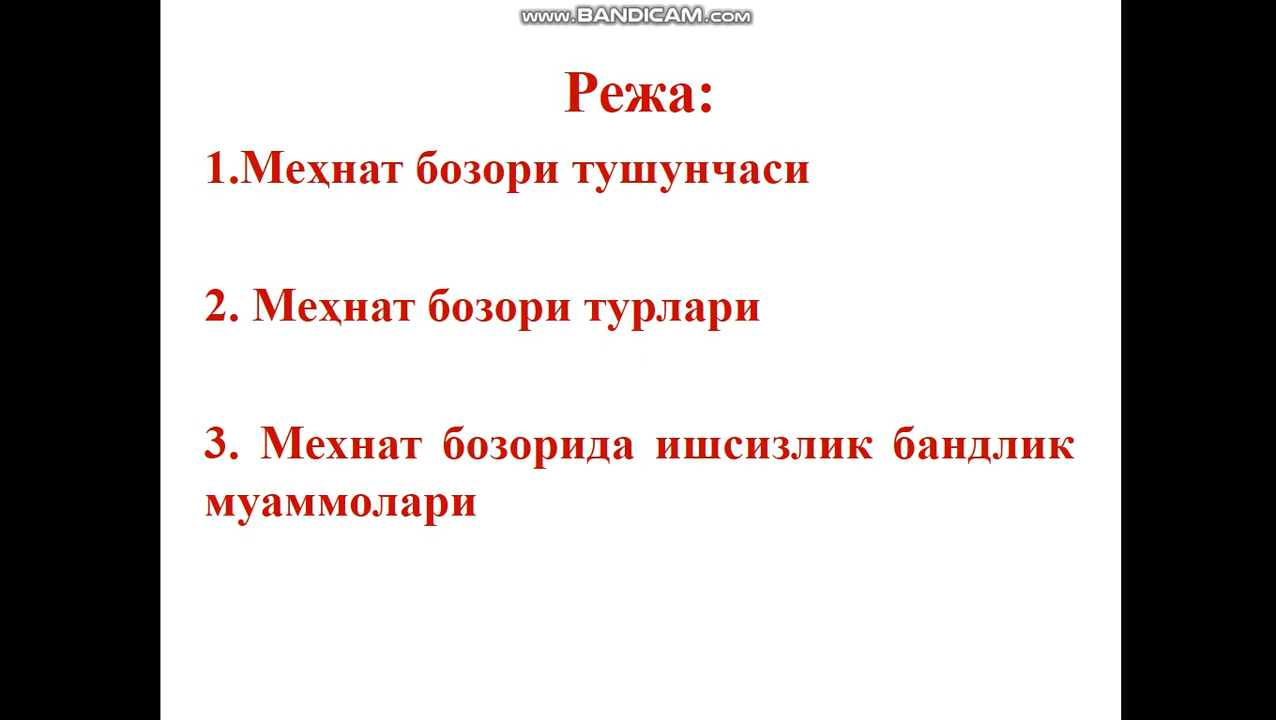 www.BANDICAM.com
Режа:
1.Меҳнат бозори тушунчаси
2. Меҳнат бозори турлари
3. Мехнат бозорида ишсизлик бандлик
муаммолари